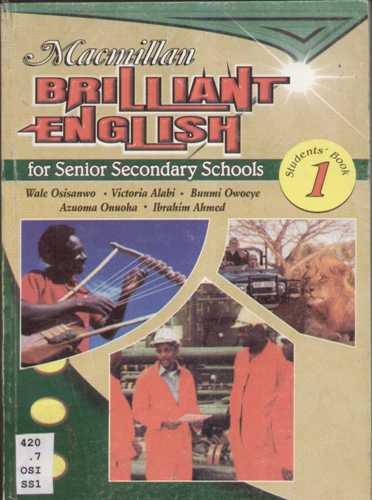 Macmillan
BRILLIANT
ENGLISH
for Senior Secondary Schools
Students' Book
1
Wale Osisanwo • Victoria Alabi • Bunmi Owoeye
Azuoma Onuoka • Ibrahim Ahmed
420
.7
OSI
SS1